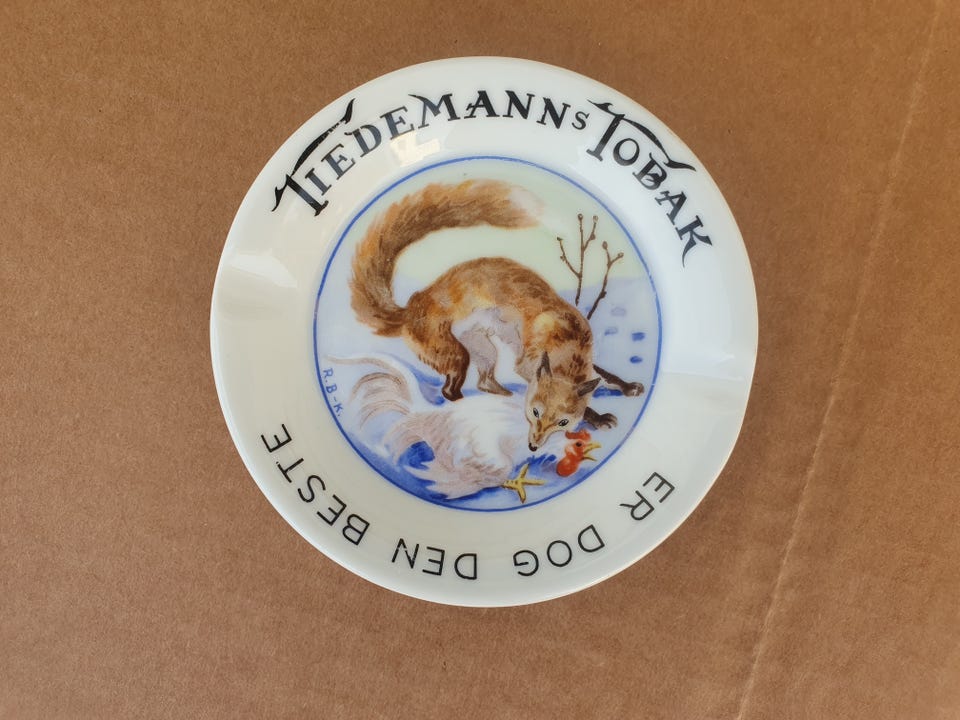 TIEDEMANNS TOBAK
R.B-K.
ER DOG DEN BESTE